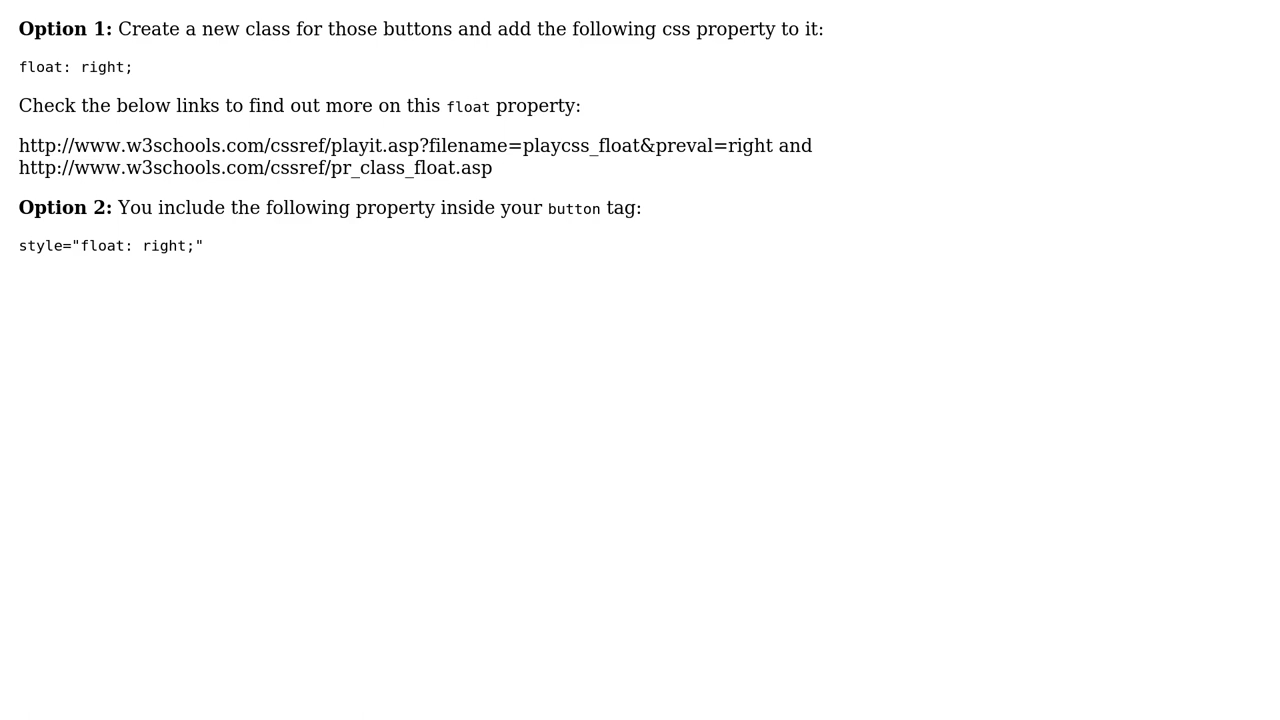 Option 1: Create a new class for those buttons and add the following css property to it:
float: right;
Check the below links to find out more on this float property:
http://www.w3schools.com/cssref/playit.asp?filename=playcss_float&preval=right and
http://www.w3schools.com/cssref/pr_class_float.asp
Option 2: You include the following property inside your button tag:
style="float: right;"